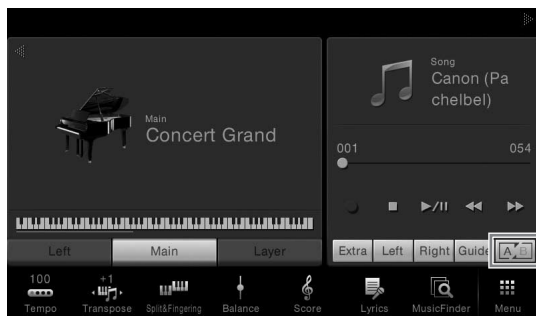 Main
Concert Grand
Song
Canon (Pa
chelbel)
001 054
Left Main Layer
Extra Left Right Guide A B
100 +1
Tempo Transpose Split&Fingering Balance Score Lyrics MusicFinder Menu